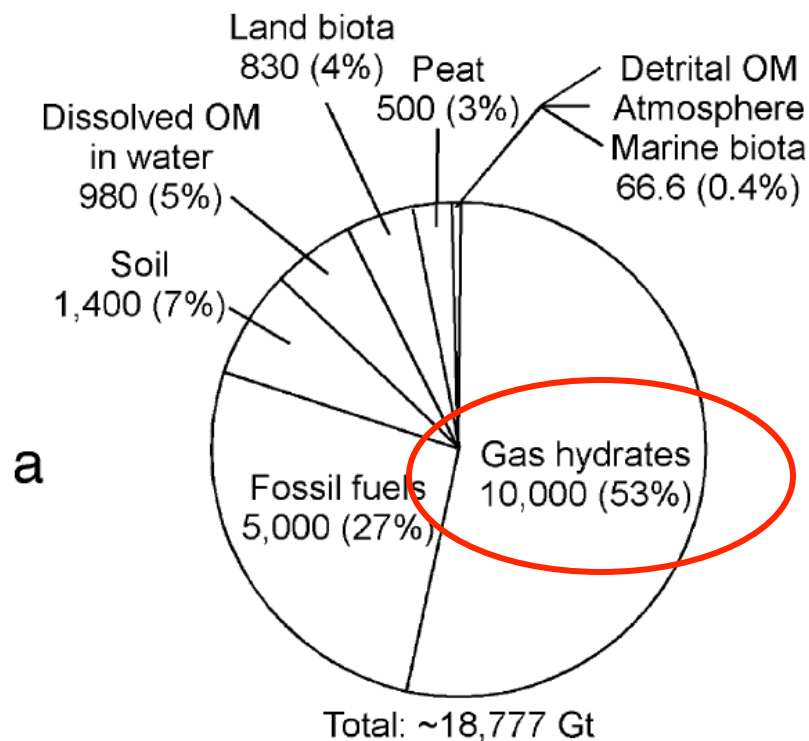 Land biota
830 (4%)
Peat
500 (3%)
Detrital OM
Atmosphere
Marine biota
66.6 (0.4%)
Dissolved OM
in water
980 (5%)
Soil
1,400 (7%)
a
Fossil fuels
5,000 (27%)
Gas hydrates
10,000 (53%)
Total: ~18,777 Gt